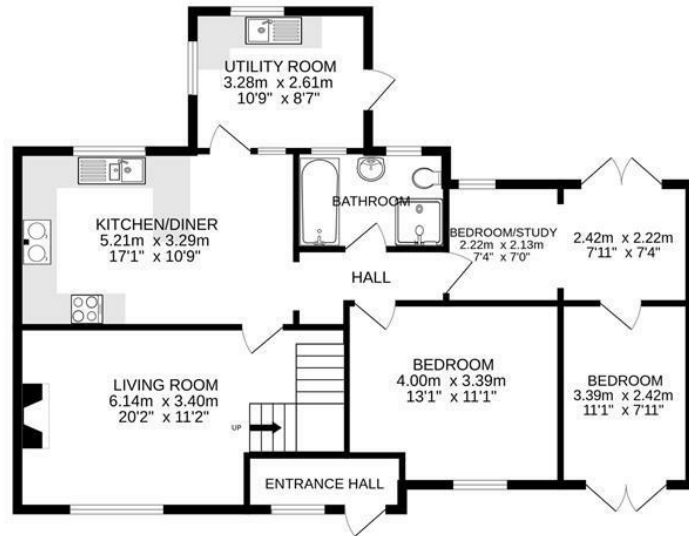 UTILITY ROOM
3.28m x 2.61m
10'9" x 8'7"
KITCHEN/DINER
5.21m x 3.29m
17'1" x 10'9"
BATHROOM
BEDROOM/STUDY
2.22m x 2.13m
7'4" x 7'0"
2.42m x 2.22m
7'11" x 7'4"
HALL
LIVING ROOM
6.14m x 3.40m
20'2" x 11'2"
UP
BEDROOM
4.00m x 3.39m
13'1" x 11'1"
BEDROOM
3.39m x 2.42m
11'1" x 7'11"
ENTRANCE HALL